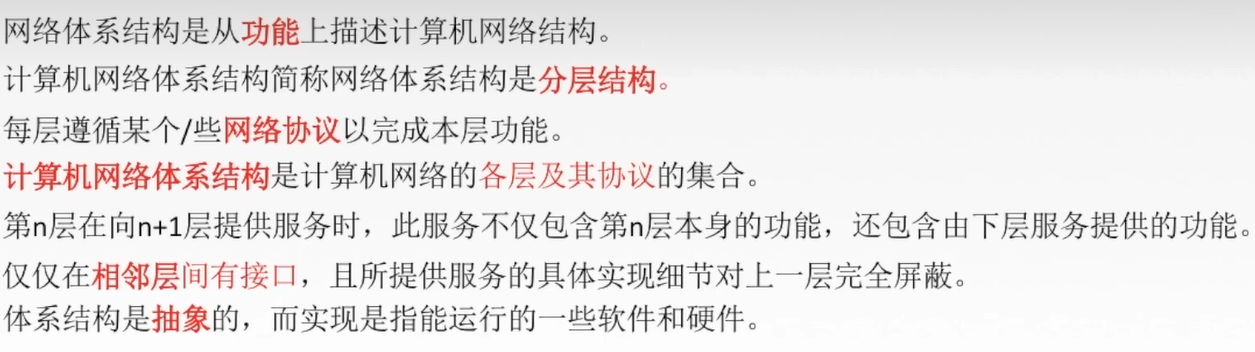 网络体系结构是从功能上描述计算机网络结构。
计算机网络体系结构简称网络体系结构是分层结构。
每层遵循某个/些网络协议以完成本层功能。
计算机网络体系结构是计算机网络的各层及其协议的集合。
第n层在向n+1层提供服务时，此服务不仅包含第n层本身的功能，还包含由下层服务提供的功能。
仅仅在相邻层间有接口，且所提供服务的具体实现细节对上一层完全屏蔽。
体系结构是抽象的，而实现是指能运行的一些软件和硬件。